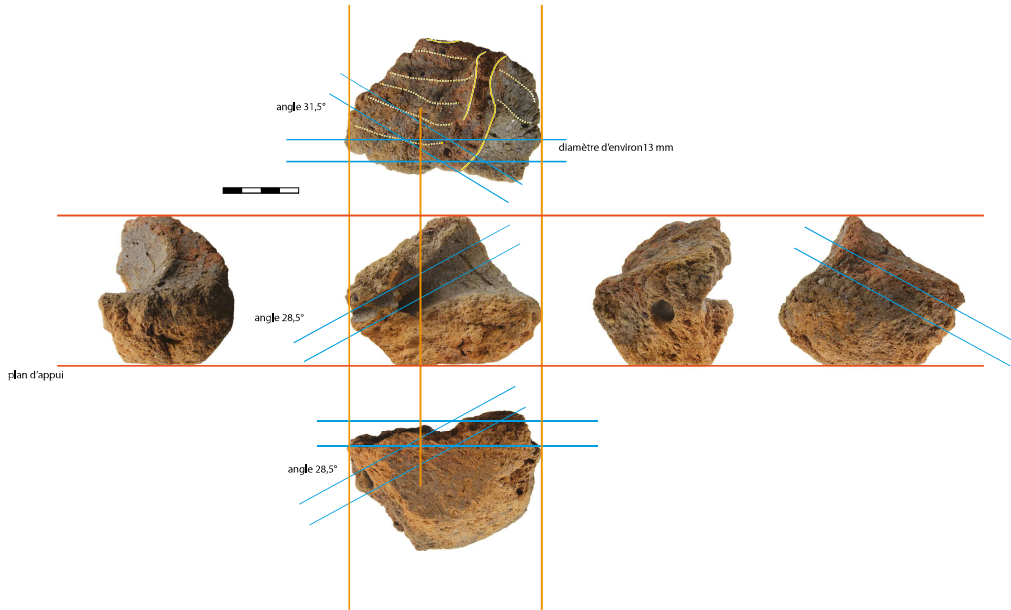 angle 31,5°
diamètre d'environ13 mm
angle 28,5°
plan d'appui
angle 28,5°